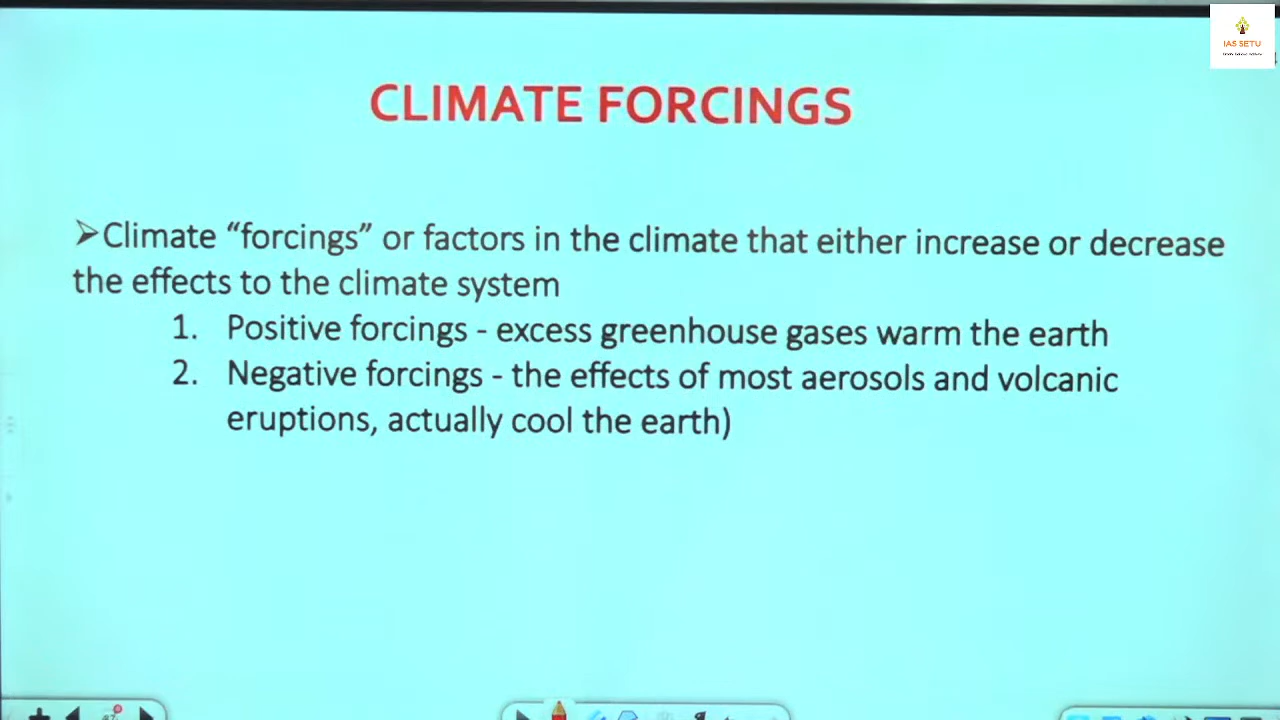 IAS SETU
CLIMATE FORCINGS
➢Climate “forcings” or factors in the climate that either increase or decrease
the effects to the climate system
1. Positive forcings - excess greenhouse gases warm the earth
2. Negative forcings - the effects of most aerosols and volcanic
eruptions, actually cool the earth)